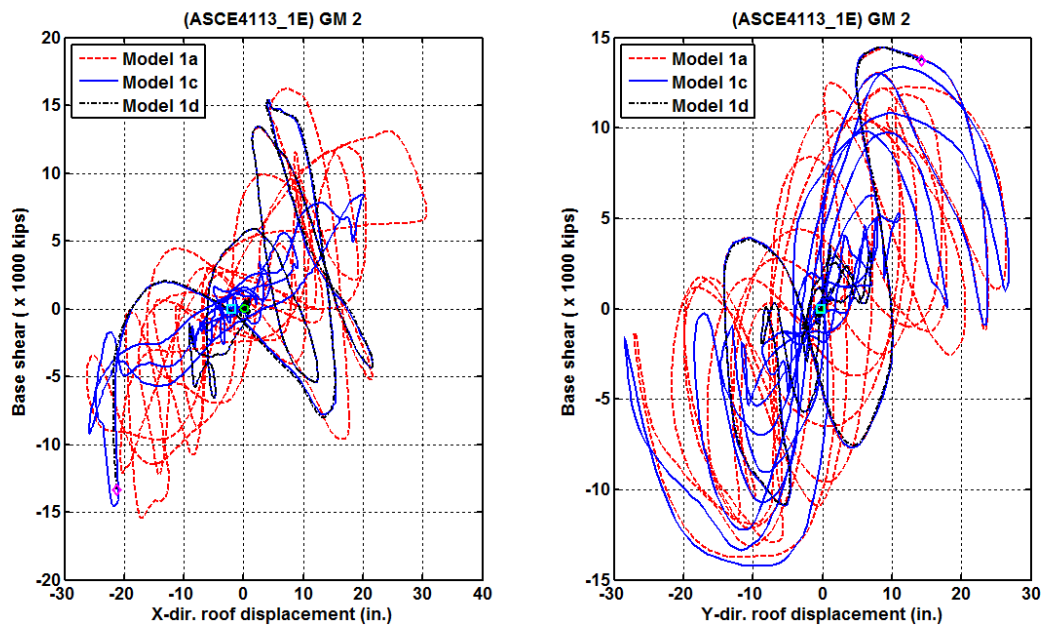 (ASCE4113_1E) GM 2
20
15
10
5
0
-5
-10
-15
-20
-30
-20
-10
0
10
20
30
40
Base shear ( x 1000 kips)
X-dir. roof displacement (in.)
Model 1a
Model 1c
Model 1d
(ASCE4113_1E) GM 2
15
10
5
0
-5
-10
-15
-30
-20
-10
0
10
20
30
Base shear ( x 1000 kips)
Y-dir. roof displacement (in.)
Model 1a
Model 1c
Model 1d